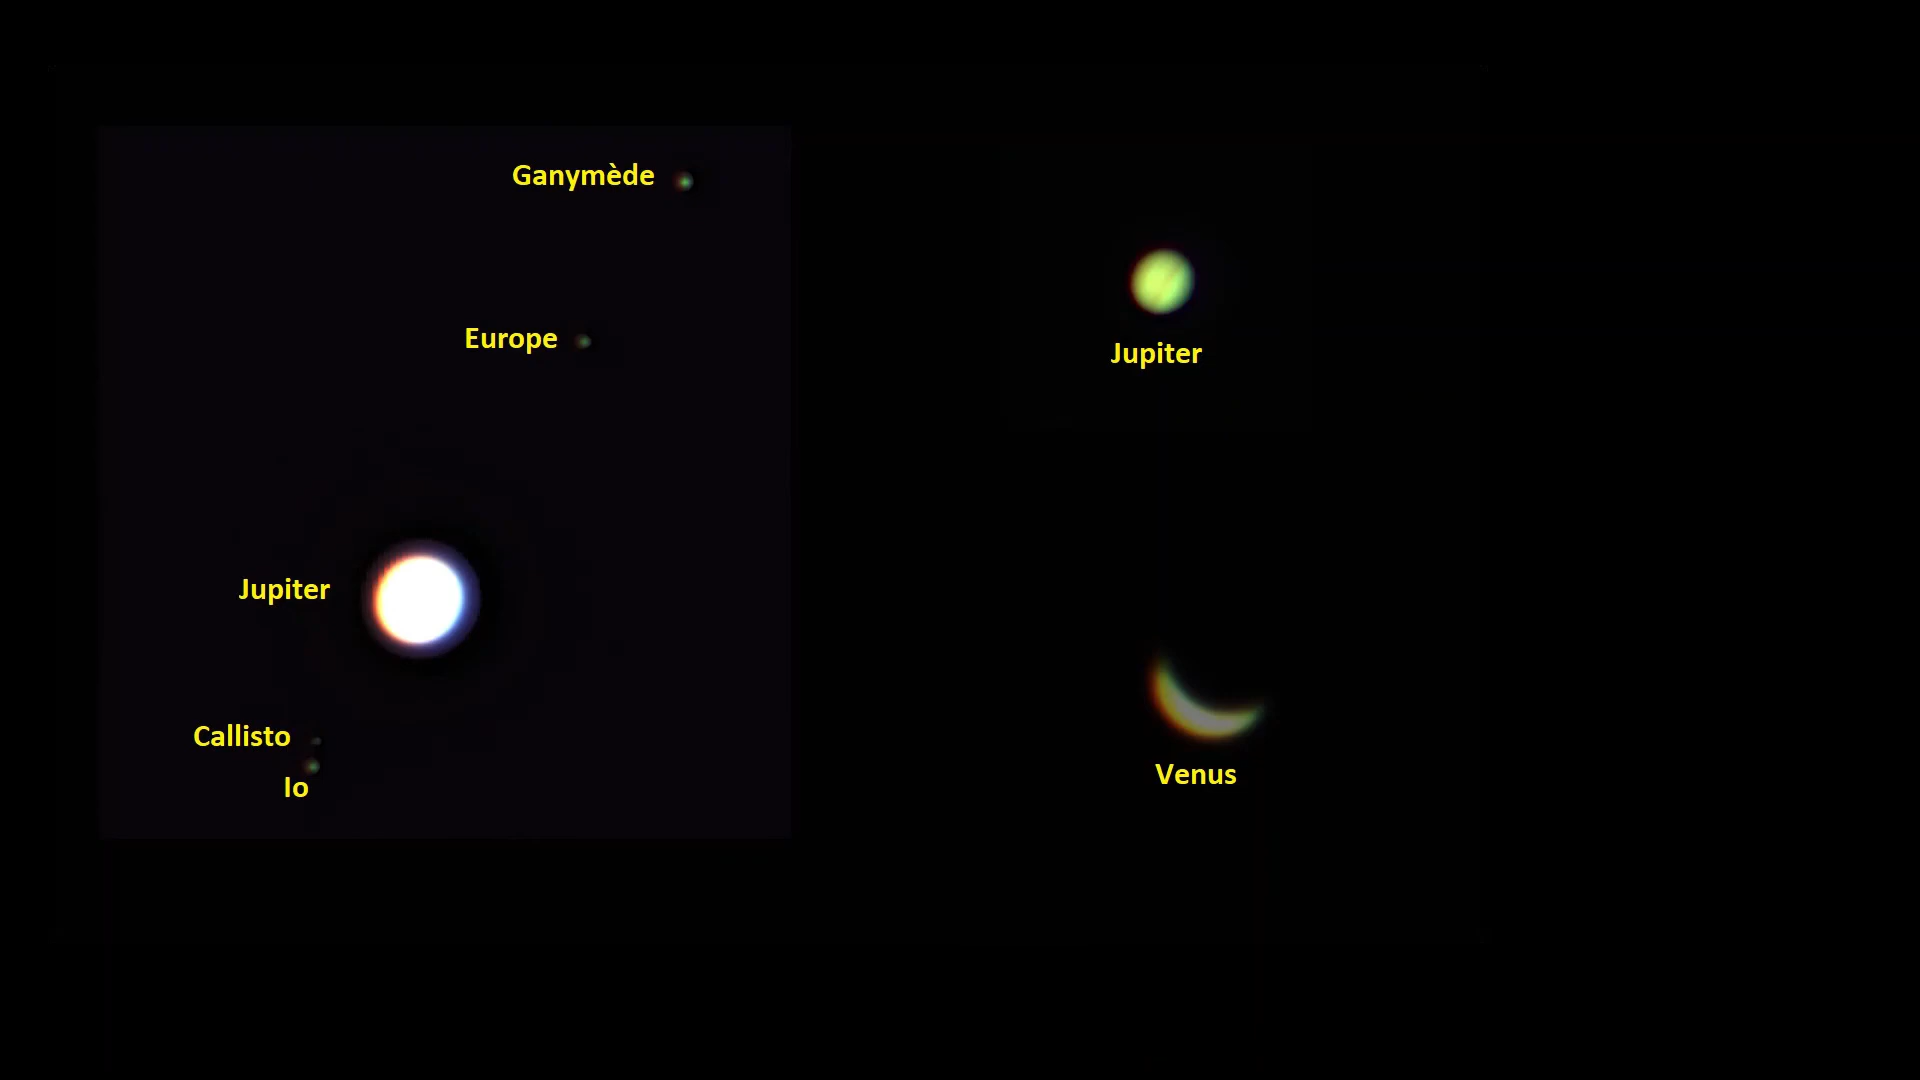 Ganymède
Europe
Jupiter
Callisto
Io
Jupiter
Venus